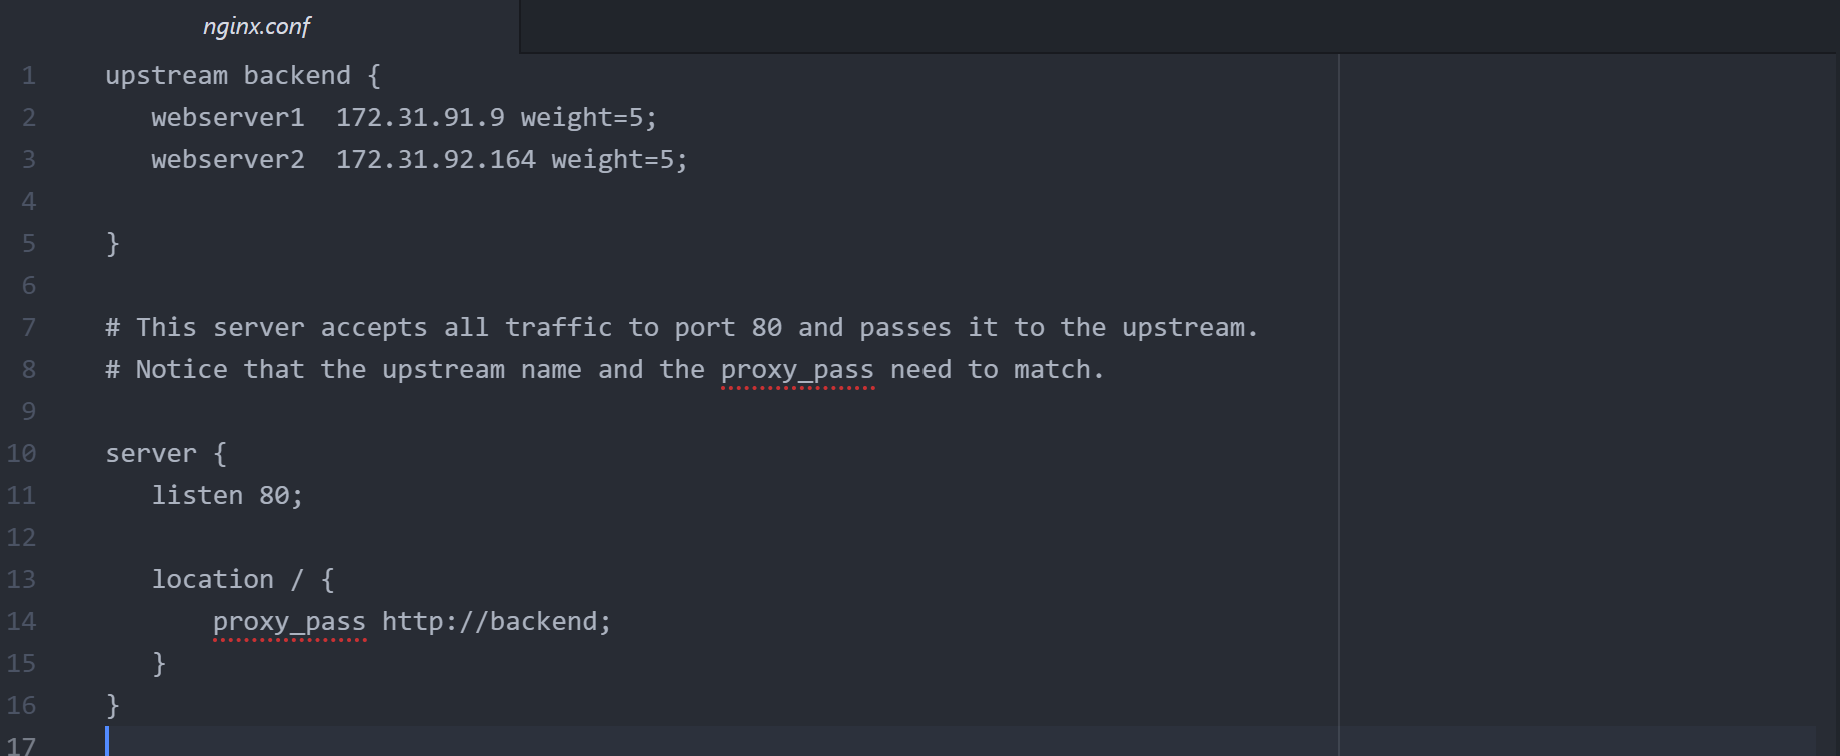 nginx.conf
1 upstream backend {
2 webserver1  172.31.91.9 weight=5;
3 webserver2  172.31.92.164 weight=5;
4
5 }
6
7 # This server accepts all traffic to port 80 and passes it to the upstream.
8 # Notice that the upstream name and the proxy_pass need to match.
9
10 server {
11 listen 80;
12
13 location / {
14 proxy_pass http://backend;
15 }
16 }
17